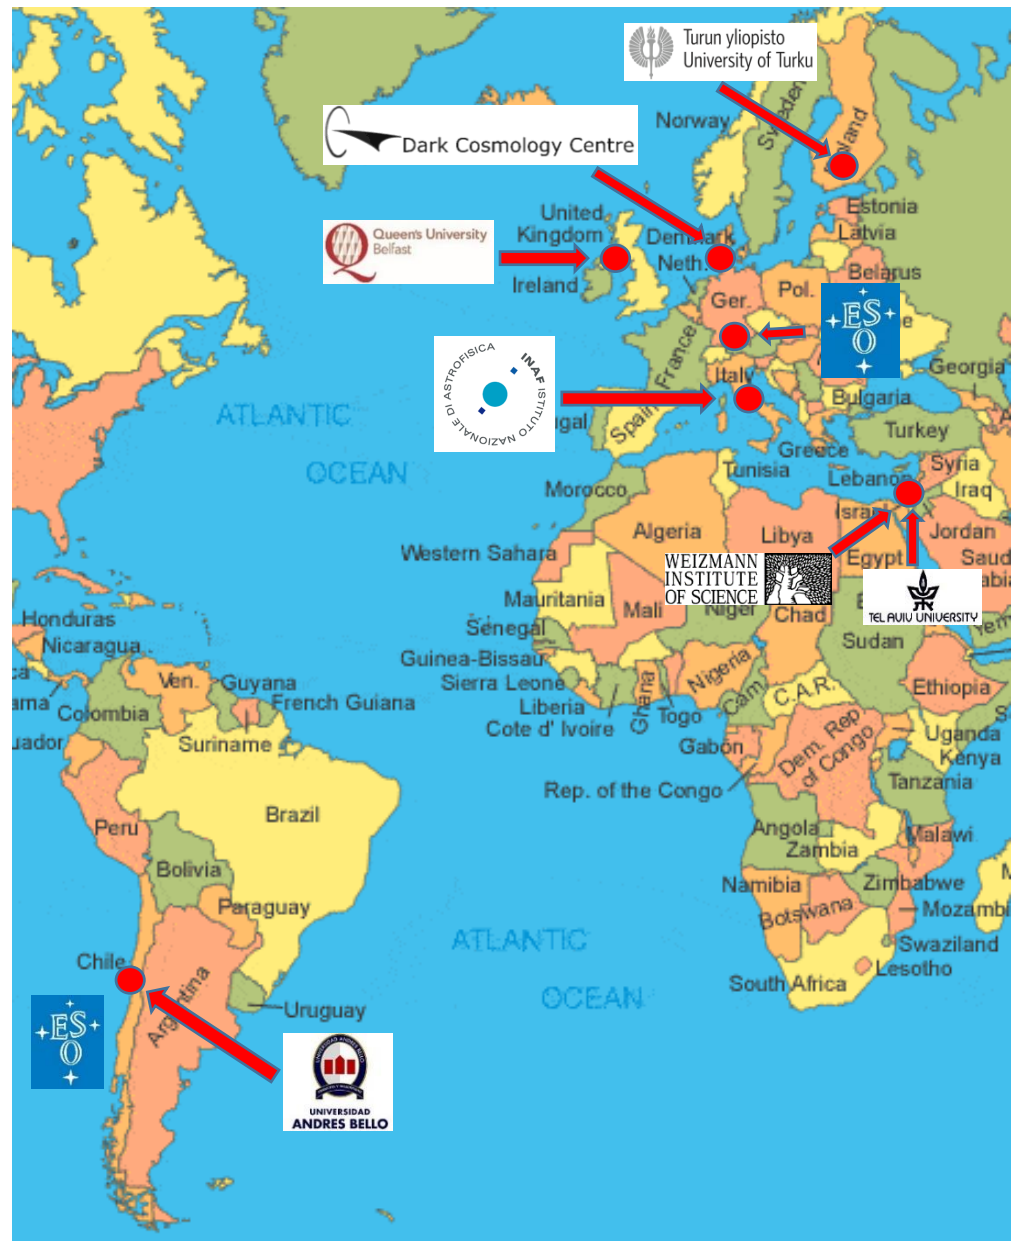 Turun yliopisto
University of Turku
Norway
Sweden
Dark Cosmology Centre
Estonia
Latvia
United
Kingdom
Queen's University
Belfast
Denmark
Neth.
Belarus
Ireland
Ger.
Pol.
ES
O
France
Georgia
INAF ISTITUTO NAZIONALE DI ASTROFISICA
Italy
Spain
Bulgaria
ATLANTIC
OCEAN
Turkey
Greece
Syria
Tunisia
Lebanon
Iraq
Morocco
Israel
Algeria
Libya
Jordan
Western Sahara
Egypt
Saud
WEIZMANN
INSTITUTE
OF SCIENCE
TEL AVIV UNIVERSITY
Mauritania
Mali
Niger
Chad
Honduras
Nicaragua
Senegal
Sudan
Yem
Guinea-Bissau
Sierra Leone
Ven.
Guyana
French Guiana
Nigeria
Cam.
C.A.R.
Ethiopia
Colombia
Liberia
Cote d' Ivoire
Ghana
Togo
Suriname
Gabon
Dem. Rep
of Congo
Uganda
Kenya
Rep. of the Congo
Tanzania
Brazil
Peru
Angola
Zambia
Malawi
Bolivia
Namibia
Zimbabwe
Paraguay
Botswana
Mozambi
ATLANTIC
OCEAN
Swaziland
Lesotho
South Africa
Chile
Argentina
Uruguay
ES
O
UNIVERSIDAD
ANDRES BELLO